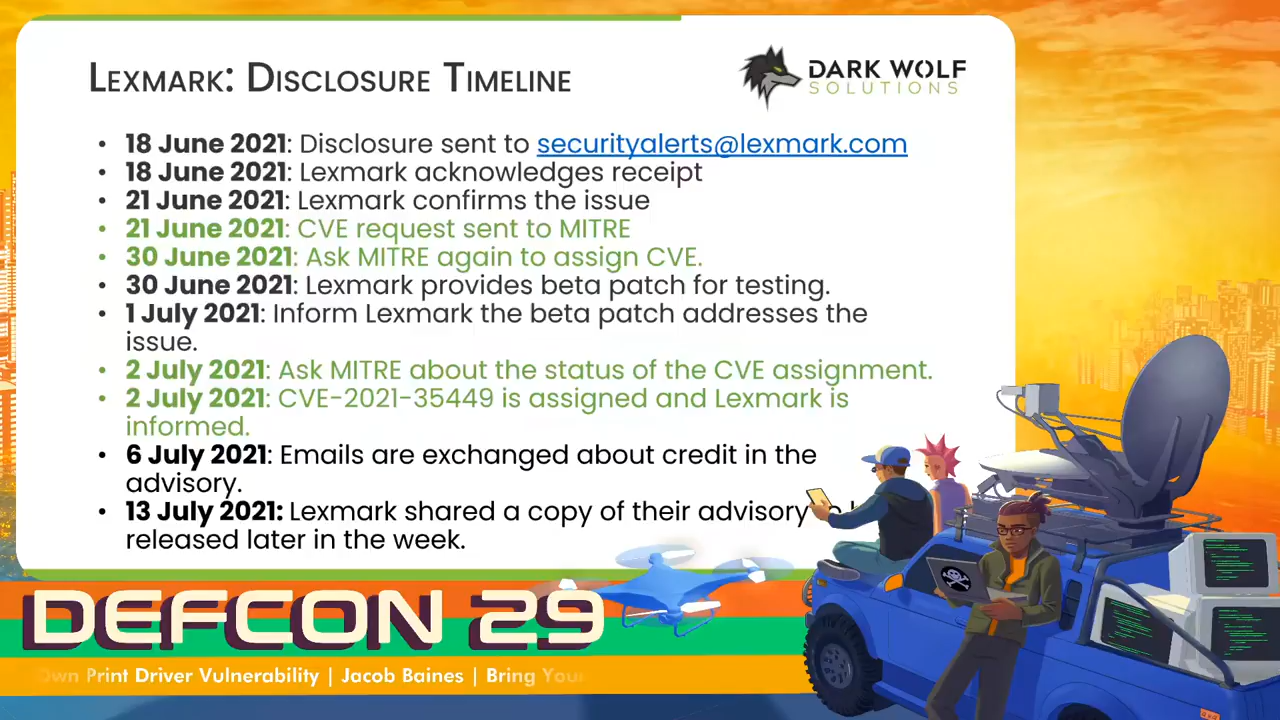 Lexmark: Disclosure Timeline
DARK WOLF
SOLUTIONS
• 18 June 2021: Disclosure sent to securityalerts@lexmark.com
• 18 June 2021: Lexmark acknowledges receipt
• 21 June 2021: Lexmark confirms the issue
• 21 June 2021: CVE request sent to MITRE
• 30 June 2021: Ask MITRE again to assign CVE.
• 30 June 2021: Lexmark provides beta patch for testing.
• 1 July 2021: Inform Lexmark the beta patch addresses the
issue.
• 2 July 2021: Ask MITRE about the status of the CVE assignment.
• 2 July 2021: CVE-2021-35449 is assigned and Lexmark is
informed.
• 6 July 2021: Emails are exchanged about credit in the
advisory.
• 13 July 2021: Lexmark shared a copy of their advisory
released later in the week.
DEFCON 29
Own Print Driver Vulnerability | Jacob Baines | Bring Your